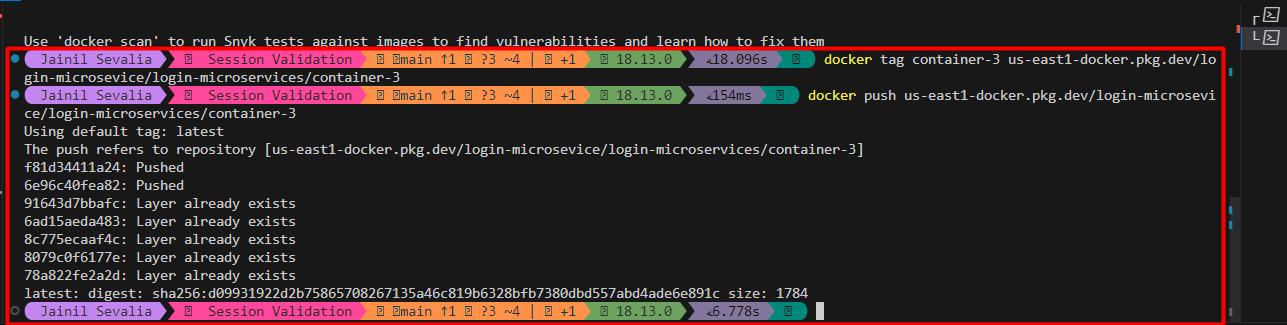 Use 'docker scan' to run Snyk tests against images to find vulnerabilities and learn how to fix them
Jainil Sevalia Session Validation main ↑1 ?3 ~4 | +1 18.13.0 18.096s docker tag container-3 us-east1-docker.pkg.dev/lo
gin-microsevice/login-microservices/container-3
Jainil Sevalia Session Validation main ↑1 ?3 ~4 | +1 18.13.0 154ms docker push us-east1-docker.pkg.dev/login-microsevi
ce/login-microservices/container-3
Using default tag: latest
The push refers to repository [us-east1-docker.pkg.dev/login-microsevice/login-microservices/container-3]
f81d34411a24: Pushed
6e96c40fea82: Pushed
91643d7bbafc: Layer already exists
6ad15aeda483: Layer already exists
8c775ecaaf4c: Layer already exists
8079c0f6177e: Layer already exists
78a822fe2a2d: Layer already exists
latest: digest: sha256:d09931922d2b75865708267135a46c819b6328bfb7380dbd557abd4ade6e891c size: 1784
Jainil Sevalia Session Validation main ↑1 ?3 ~4 | +1 18.13.0 6.778s